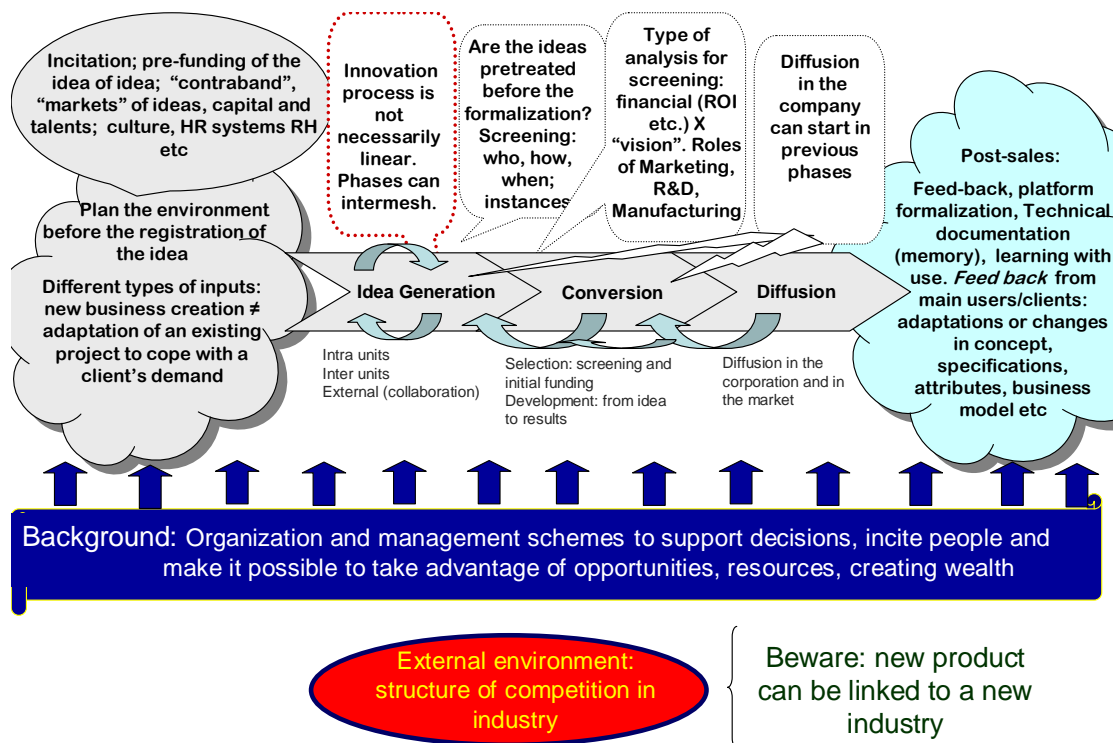 Incitation; pre-funding of the
idea of idea; “contraband”,
“markets” of ideas, capital and
talents; culture, HR systems RH
etc
Plan the environment
before the registration of
the idea
Different types of inputs:
new business creation ≠
adaptation of an existing
project to cope with a
client’s demand
Innovation
process is
not
necessarily
linear.
Phases can
intermesh.
Are the ideas
pretreated
before the
formalization?
Screening:
who, how,
when;
instances
Type of
analysis for
screening:
financial (ROI
etc.) X
“vision”. Roles
of Marketing,
R&D,
Manufacturing
Diffusion
in the
company
can start in
previous
phases
Post-sales:
Feed-back, platform
formalization, Technical
documentation
(memory), learning with
use. Feed back from
main users/clients:
adaptations or changes
in concept,
specifications,
attributes, business
model etc
Idea Generation
Conversion
Diffusion
Intra units
Inter units
External (collaboration)
Selection: screening and
initial funding
Development: from idea
to results
Diffusion in the
corporation and in
the market
Background: Organization and management schemes to support decisions, incite people and
make it possible to take advantage of opportunities, resources, creating wealth
External environment:
structure of competition in
industry
Beware: new product
can be linked to a new
industry